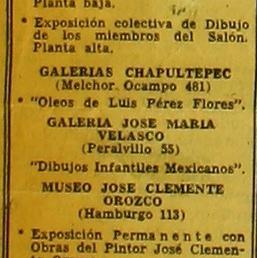 Planta baja.
* Exposición colectiva de Dibujo
de los miembros del Salón.
Planta alta.
GALERIAS CHAPULTEPEC
(Melchor Ocampo 481)
* "Oleos de Luis Pérez Flores".
GALERIA JOSE MARIA
VELASCO
(Peralvillo 55)
"Dibujos Infantiles Mexicanos".
MUSEO JOSE CLEMENTE
OROZCO
(Hamburgo 113)
* Exposición Permanente con
Obras del Pintor José Clemen-